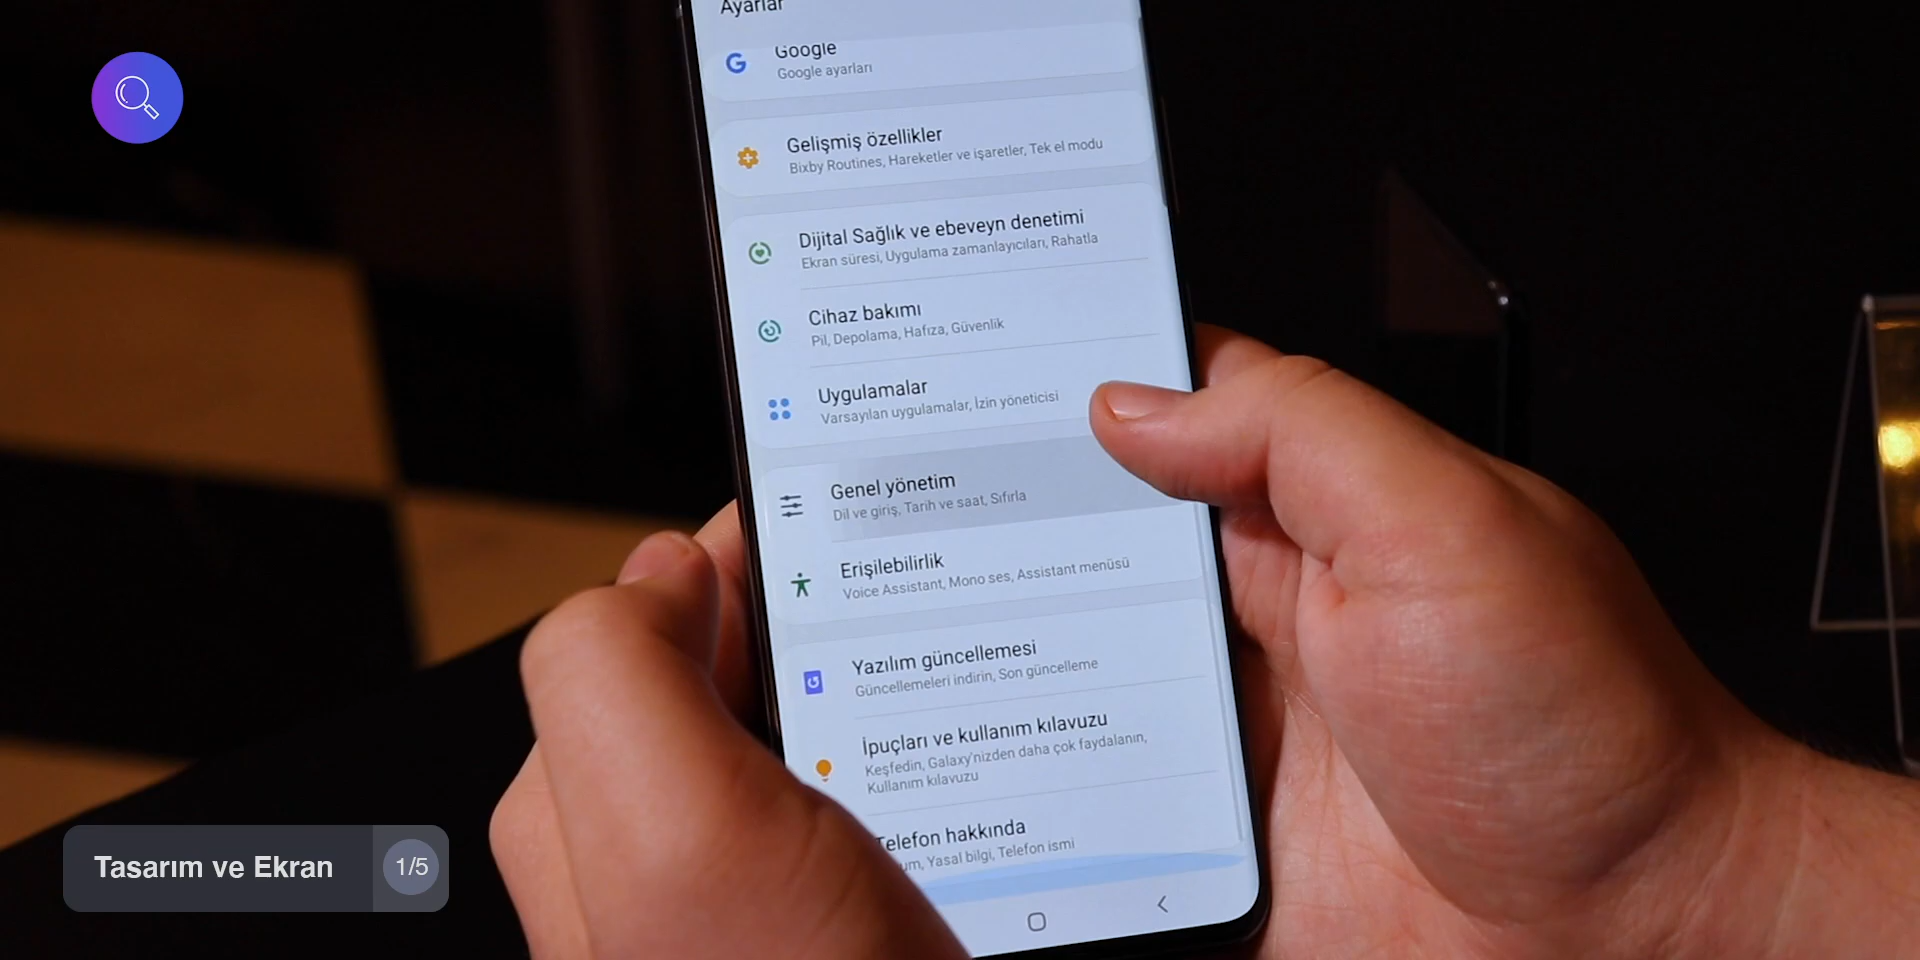 Ayarlar
Google
Google ayarları
Gelişmiş özellikler
Bixby Routines, Hareketler ve işaretler, Tek el modu
Dijital Sağlık ve ebeveyn denetimi
Ekran süresi, Uygulama zamanlayıcıları, Rahatla
Cihaz bakımı
Pil, Depolama, Hafıza, Güvenlik
Uygulamalar
Varsayılan uygulamalar, İzin yöneticisi
Genel yönetim
Dil ve giriş, Tarih ve saat, Sıfırla
Erişilebilirlik
Voice Assistant, Mono ses, Assistant menüsü
Yazılım güncellemesi
Güncellemeleri indirin, Son güncelleme
İpuçları ve kullanım kılavuzu
Keşfedin, Galaxy'nizden daha çok faydalanın,
Kullanım kılavuzu
Telefon hakkında
Yasal bilgi, Telefon ismi
Tasarım ve Ekran 1/5